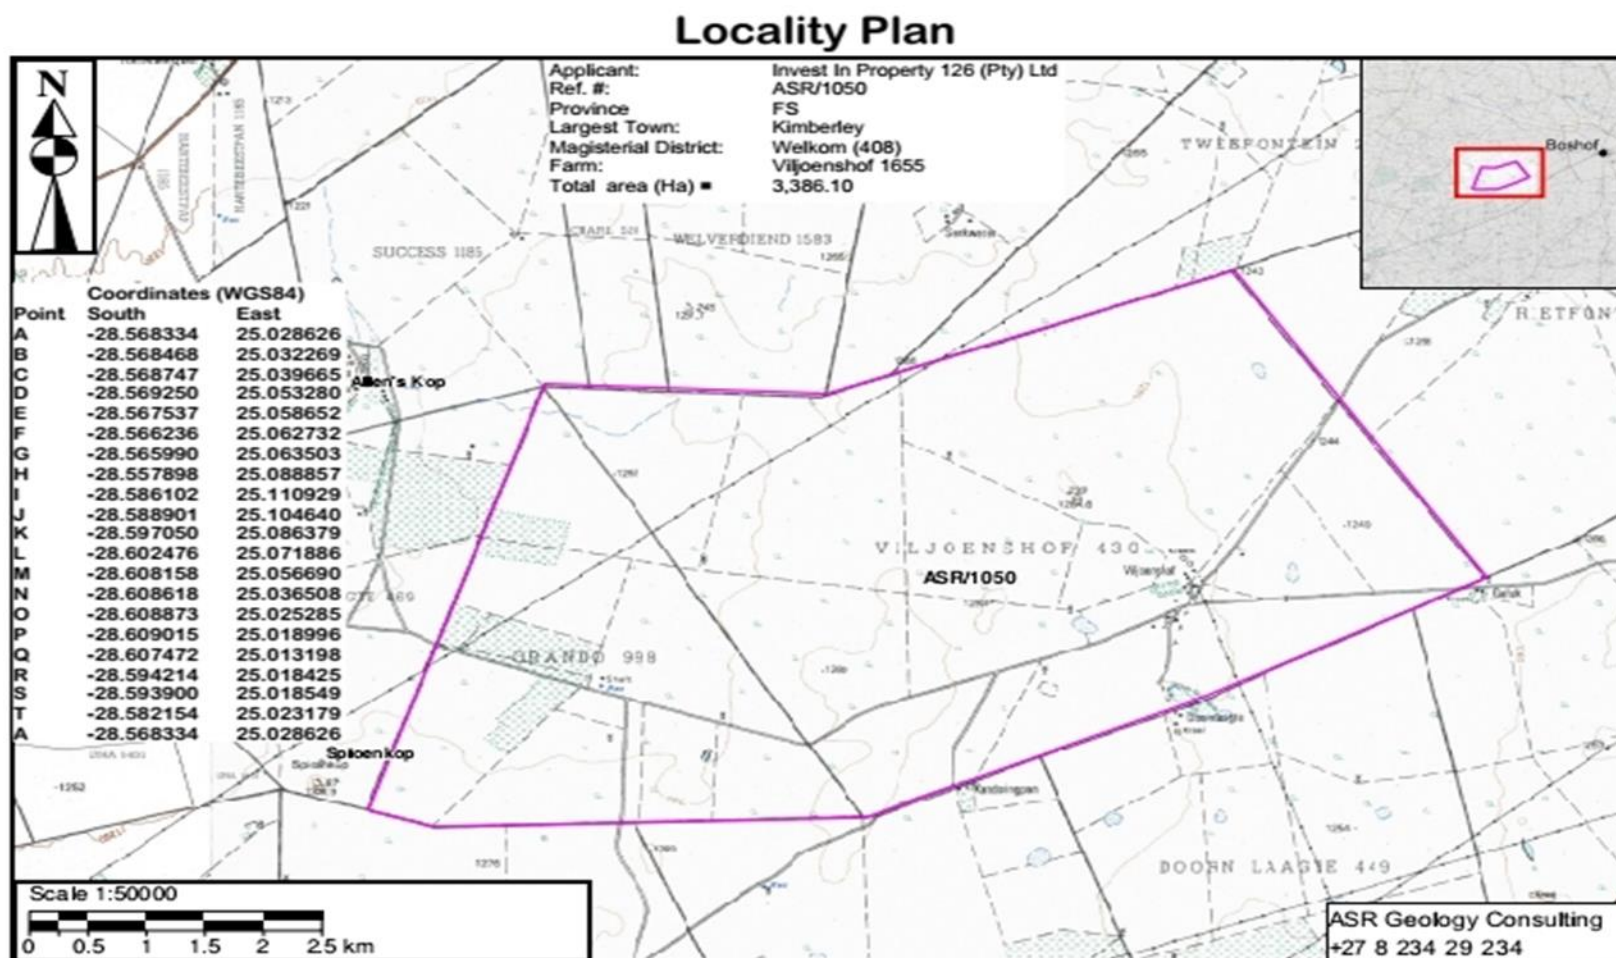 Locality Plan
N
Applicant: Invest In Property 126 (Pty) Ltd
Ref. #: ASR/1050
Province FS
Largest Town: Kimberley
Magisterial District: Welkom (408)
Farm: Viljoenshof 1655
Total area (Ha) = 3,386.10
Boshof
TWEEFONTEIN
HARTEBEESTPAN 1185
SUCCESS 1185
WELVERDIEND 1583
Coordinates (WGS84)
Point South East
A -28.568334 25.028626
B -28.568468 25.032269
C -28.568747 25.039665
D -28.569250 25.053280
E -28.567537 25.058652
F -28.566236 25.062732
G -28.565990 25.063503
H -28.557898 25.088857
I -28.586102 25.110929
J -28.588901 25.104640
K -28.597050 25.086379
L -28.602476 25.071886
M -28.608158 25.056690
N -28.608618 25.036508
O -28.608873 25.025285
P -28.609015 25.018996
Q -28.607472 25.013198
R -28.594214 25.018425
S -28.593900 25.018549
T -28.582154 25.023179
A -28.568334 25.028626
Allen's Kop
VILJOENSHOF 430
Viljoenshof
ASR/1050
GRANDO 998
Spioenkop
Kandoringpan
DOORN LAAGTE 449
Scale 1:50000
0 0.5 1 1.5 2 2.5 km
ASR Geology Consulting
+27 8 234 29 234